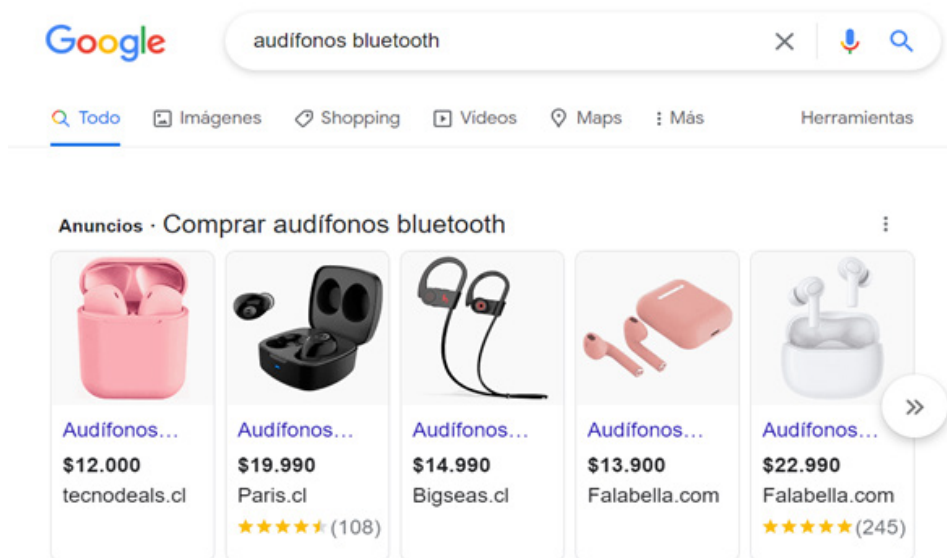 Google
audífonos bluetooth
Todo Imágenes Shopping Videos Maps Más Herramientas
Anuncios · Comprar audífonos bluetooth
Audífonos... Audífonos... Audífonos... Audífonos... Audífonos...
$12.000 $19.990 $14.990 $13.900 $22.990
tecnodeals.cl Paris.cl Bigseas.cl Falabella.com Falabella.com
(108) (245)